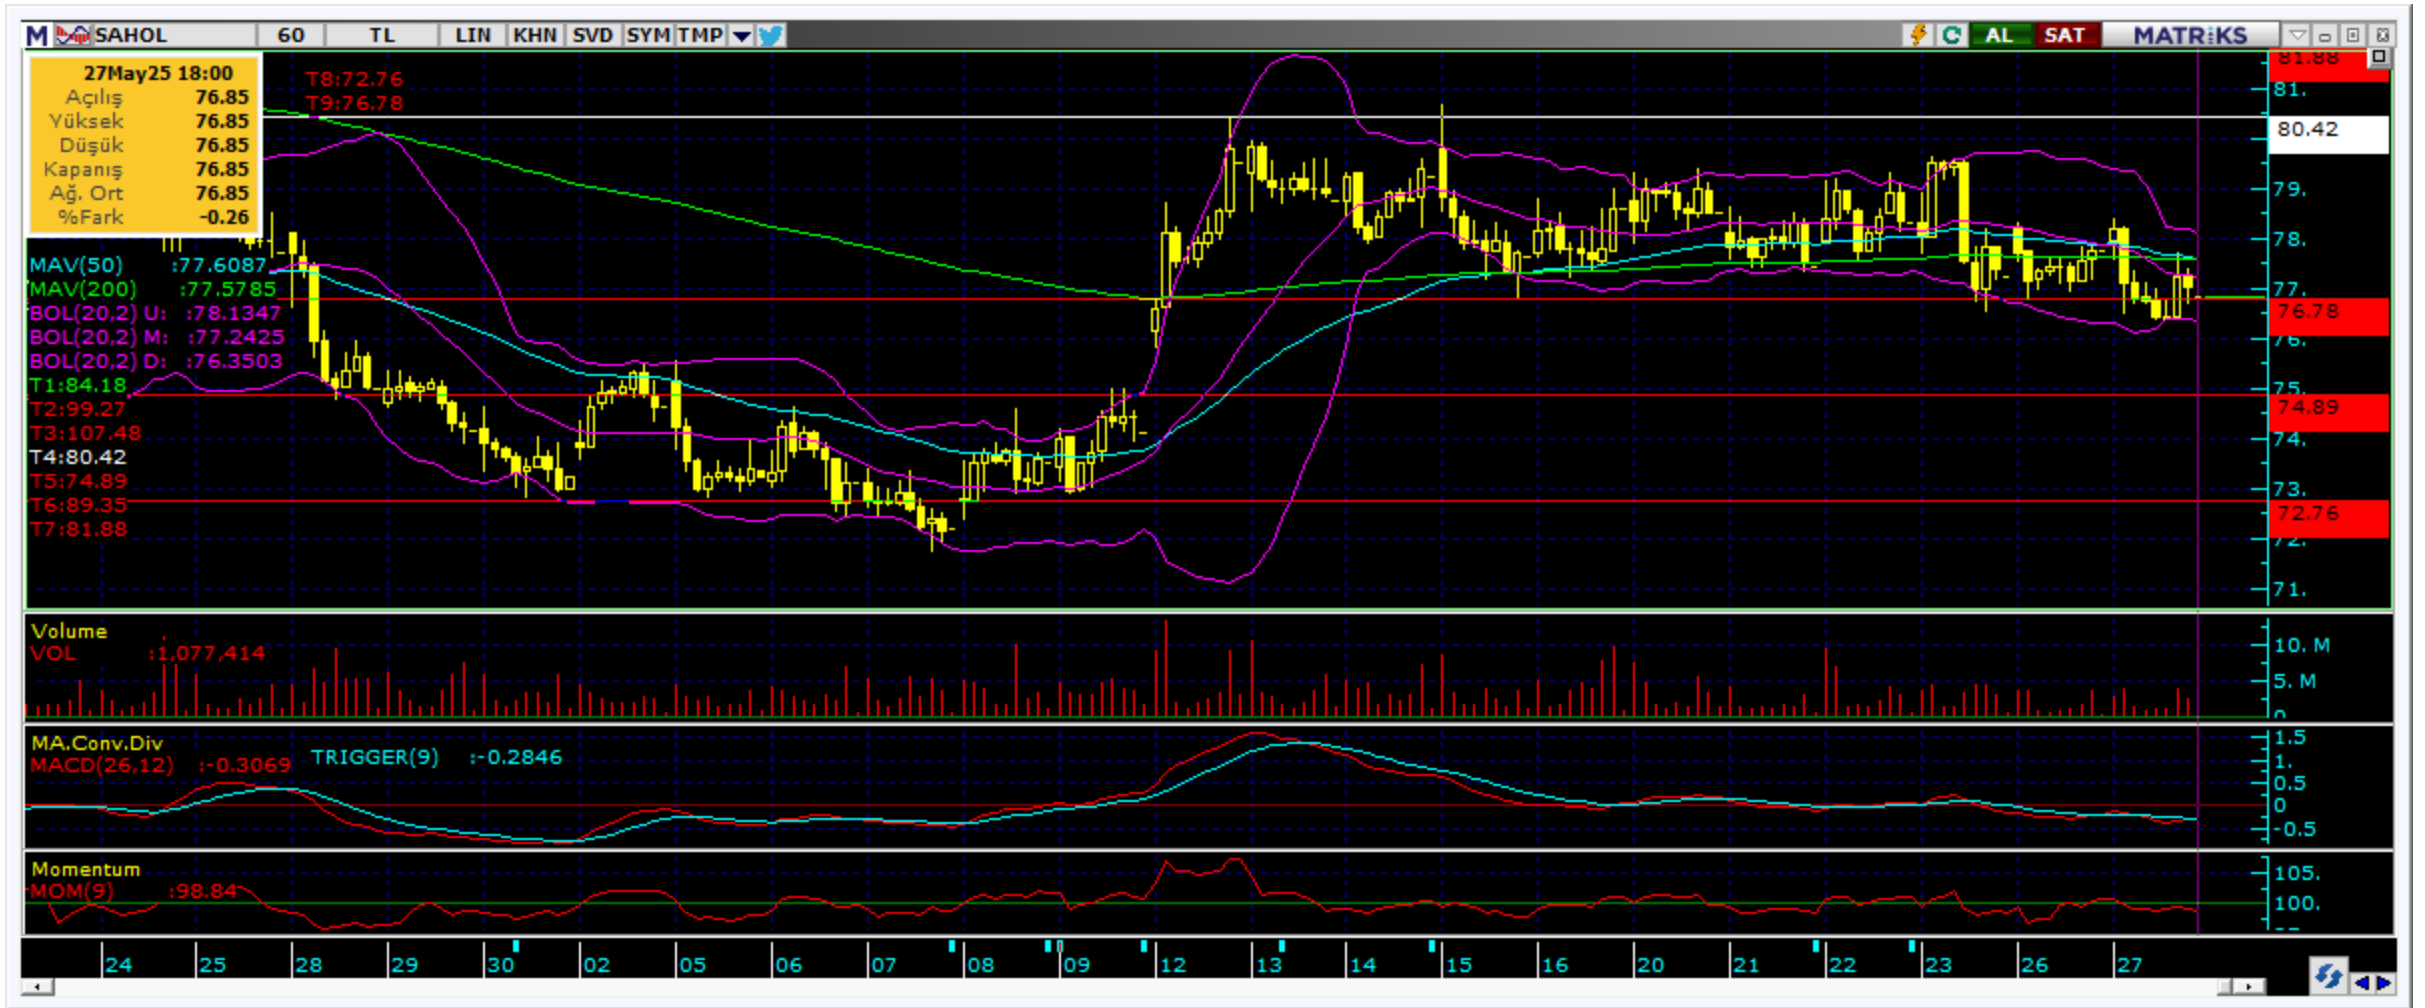 M SAHOL 60 TL LIN KHN SVD SYM TMP AL SAT MATRiKS
27May25 18:00
Açılış 76.85
Yüksek 76.85
Düşük 76.85
Kapanış 76.85
Ağ. Ort 76.85
%Fark -0.26
T8:72.76
T9:76.78
MAV(50) :77.6087
MAV(200) :77.5785
BOL(20,2) U: :78.1347
BOL(20,2) M: :77.2425
BOL(20,2) D: :76.3503
T1:84.18
T2:99.27
T3:107.48
T4:80.42
T5:74.89
T6:89.35
T7:81.88
81.88
81.
80.42
79.
78.
77.
76.78
76.
75.
74.89
74.
73.
72.76
72.
71.
Volume
VOL :1,077,414
10. M
5. M
0
MA.Conv.Div
MACD(26,12) :-0.3069 TRIGGER(9) :-0.2846
1.5
1.
0.5
0
-0.5
Momentum
MOM(9) :98.84
105.
100.
24 25 28 29 30 02 05 06 07 08 09 12 13 14 15 16 20 21 22 23 26 27